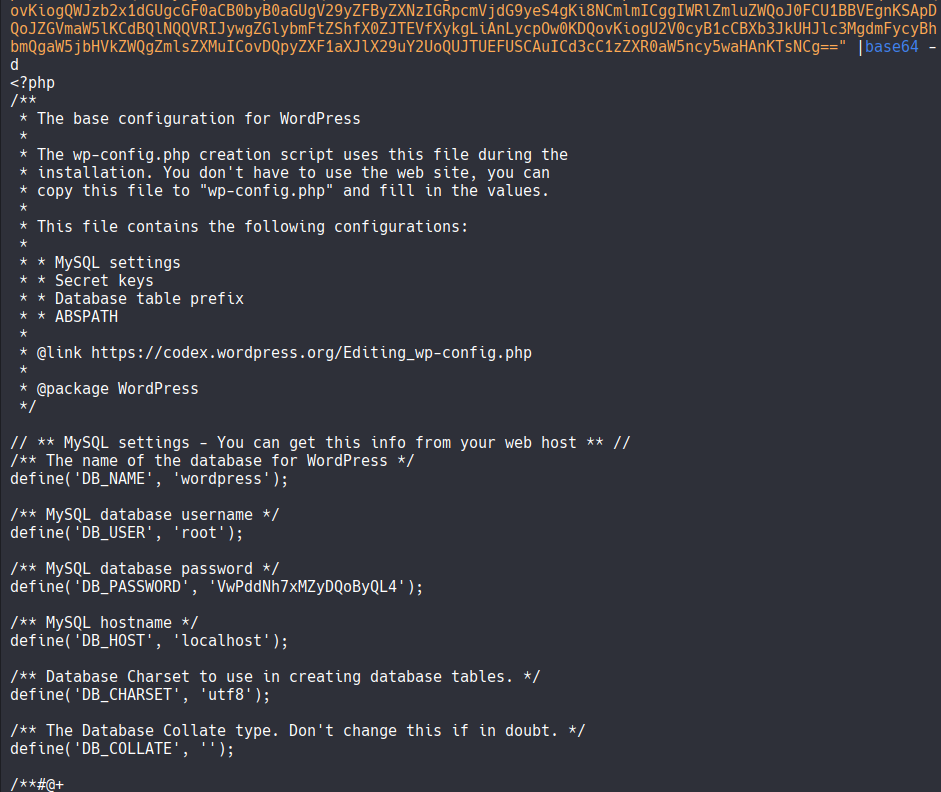 ovKiogQWJzb2x1dGUgcGF0aCB0byB0aGUgV29yZFByZXNzIGRpcmVjdG9yeS4gKi8NCmlmICggIWRlZmluZWQoJ0FCU1BBVEgnKSApD
QoJZGVmaW5lKCdBQlNQQVRIJywgZGlybmFtZShfX0ZJTEVfXykgLiAnLycpOw0KDQovKiogU2V0cyB1cCBXb3JkUHJlc3MgdmFycyBh
bmQgaW5jbHVkZWQgZmlsZXMuICovDQpyZXF1aXJlX29uY2UoQUJTUEFUSCAuICd3cC1zZXR0aW5ncy5waHAnKTsNCg==" |base64 -
d
<?php
/**
 * The base configuration for WordPress
 *
 * The wp-config.php creation script uses this file during the
 * installation. You don't have to use the web site, you can
 * copy this file to "wp-config.php" and fill in the values.
 *
 * This file contains the following configurations:
 *
 * * MySQL settings
 * * Secret keys
 * * Database table prefix
 * * ABSPATH
 *
 * @link https://codex.wordpress.org/Editing_wp-config.php
 *
 * @package WordPress
 */
// ** MySQL settings - You can get this info from your web host ** //
/** The name of the database for WordPress */
define('DB_NAME', 'wordpress');
/** MySQL database username */
define('DB_USER', 'root');
/** MySQL database password */
define('DB_PASSWORD', 'VwPddNh7xMZyDQoByQL4');
/** MySQL hostname */
define('DB_HOST', 'localhost');
/** Database Charset to use in creating database tables. */
define('DB_CHARSET', 'utf8');
/** The Database Collate type. Don't change this if in doubt. */
define('DB_COLLATE', '');
/**#@+